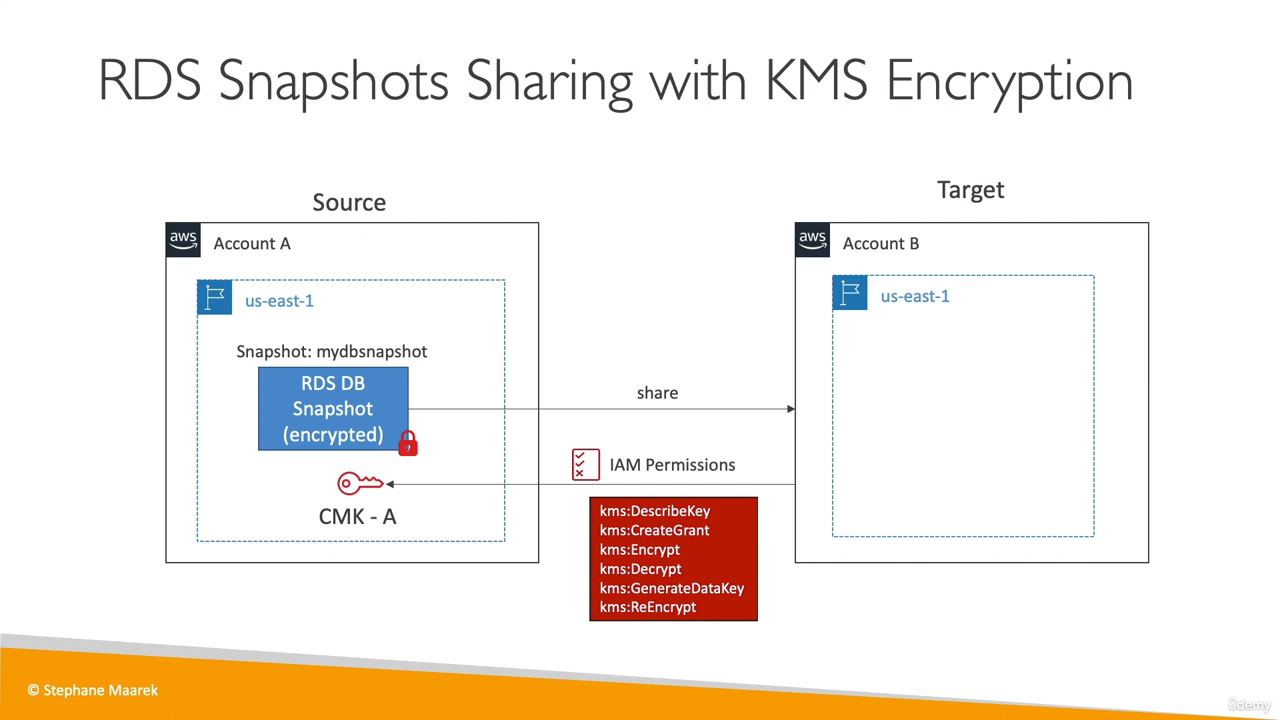 RDS Snapshots Sharing with KMS Encryption
Source
Target
aws
Account A
aws
Account B
us-east-1
us-east-1
Snapshot: mydbsnapshot
RDS DB
Snapshot
(encrypted)
share
IAM Permissions
CMK - A
kms:DescribeKey
kms:CreateGrant
kms:Encrypt
kms:Decrypt
kms:GenerateDataKey
kms:ReEncrypt
© Stephane Maarek
ûdemy